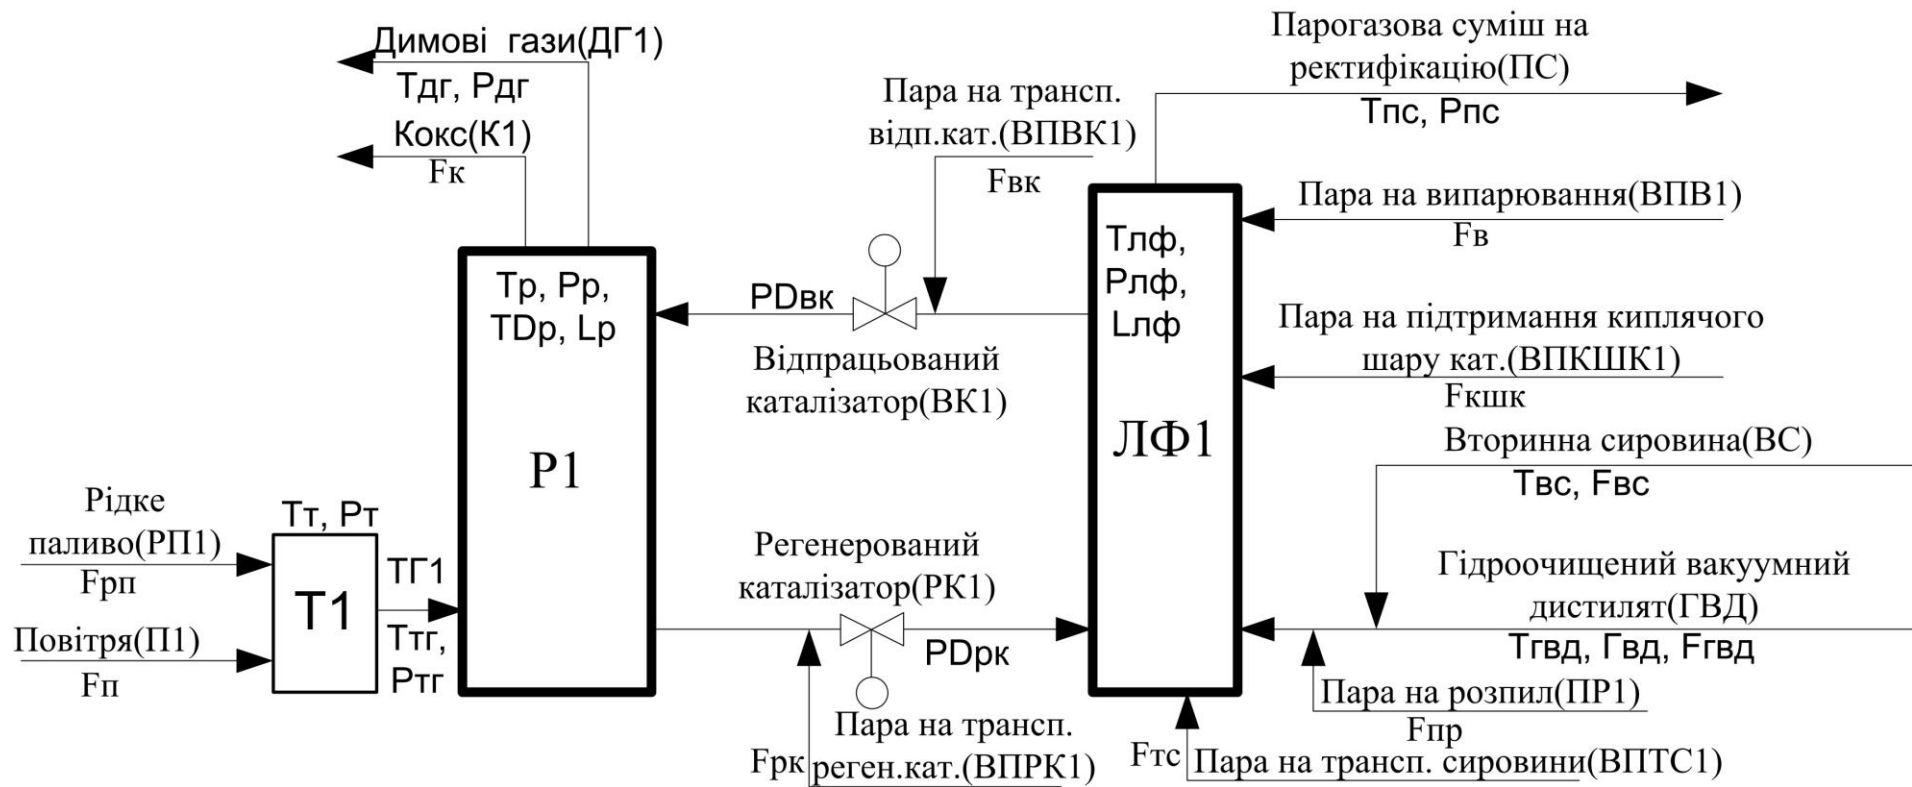 Димові гази(ДГ1)
Тдг, Рдг
Кокс(К1)
Fк
Парогазова суміш на
ректифікацію(ПС)
Тпс, Рпс
Пара на трансп.
відп.кат.(ВПВК1)
Fвк
Пара на випарювання(ВПВ1)
Fв
Тр, Рр,
TDр, Lр
Р1
PDвк
Відпрацьований
каталізатор(ВК1)
Тлф,
Рлф,
Lлф
ЛФ1
Пара на підтримання киплячого
шару кат.(ВПКШК1)
Fкшк
Вторинна сировина(ВС)
Твс, Fвс
Рідке
паливо(РП1)
Fрп
Повітря(П1)
Fп
Тт, Рт
Т1
ТГ1
Ттг,
Ртг
Регенерований
каталізатор(РК1)
PDрк
Гідроочищений вакуумний
дистилят(ГВД)
Тгвд, Гвд, Fгвд
Пара на розпил(ПР1)
Fпр
Пара на трансп.
реген.кат.(ВПРК1)
Fрк
Fтс
Пара на трансп. сировини(ВПТС1)